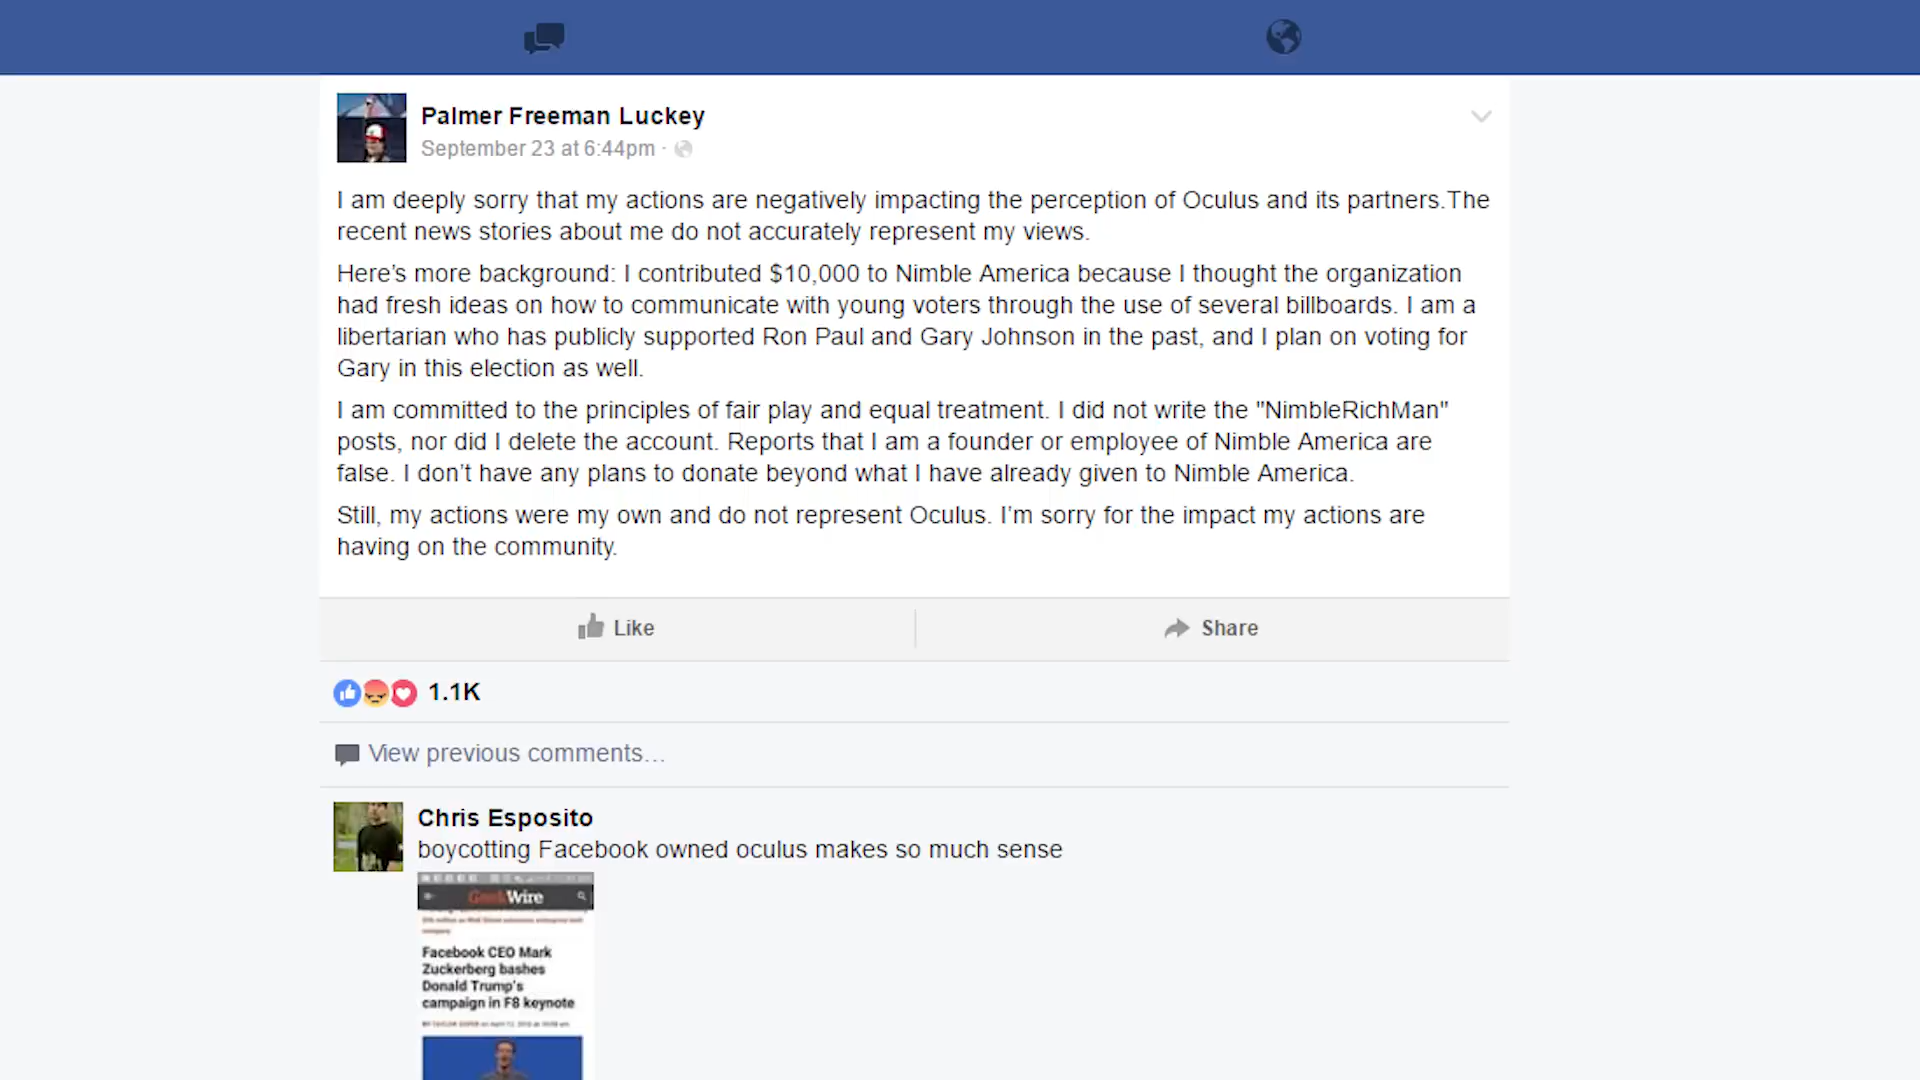 Palmer Freeman Luckey
September 23 at 6:44pm ·
I am deeply sorry that my actions are negatively impacting the perception of Oculus and its partners.The
recent news stories about me do not accurately represent my views.
Here’s more background: I contributed $10,000 to Nimble America because I thought the organization
had fresh ideas on how to communicate with young voters through the use of several billboards. I am a
libertarian who has publicly supported Ron Paul and Gary Johnson in the past, and I plan on voting for
Gary in this election as well.
I am committed to the principles of fair play and equal treatment. I did not write the "NimbleRichMan"
posts, nor did I delete the account. Reports that I am a founder or employee of Nimble America are
false. I don’t have any plans to donate beyond what I have already given to Nimble America.
Still, my actions were my own and do not represent Oculus. I’m sorry for the impact my actions are
having on the community.
Like
Share
1.1K
View previous comments...
Chris Esposito
boycotting Facebook owned oculus makes so much sense
GeekWire
Facebook CEO Mark
Zuckerberg bashes
Donald Trump's
campaign in F8 keynote